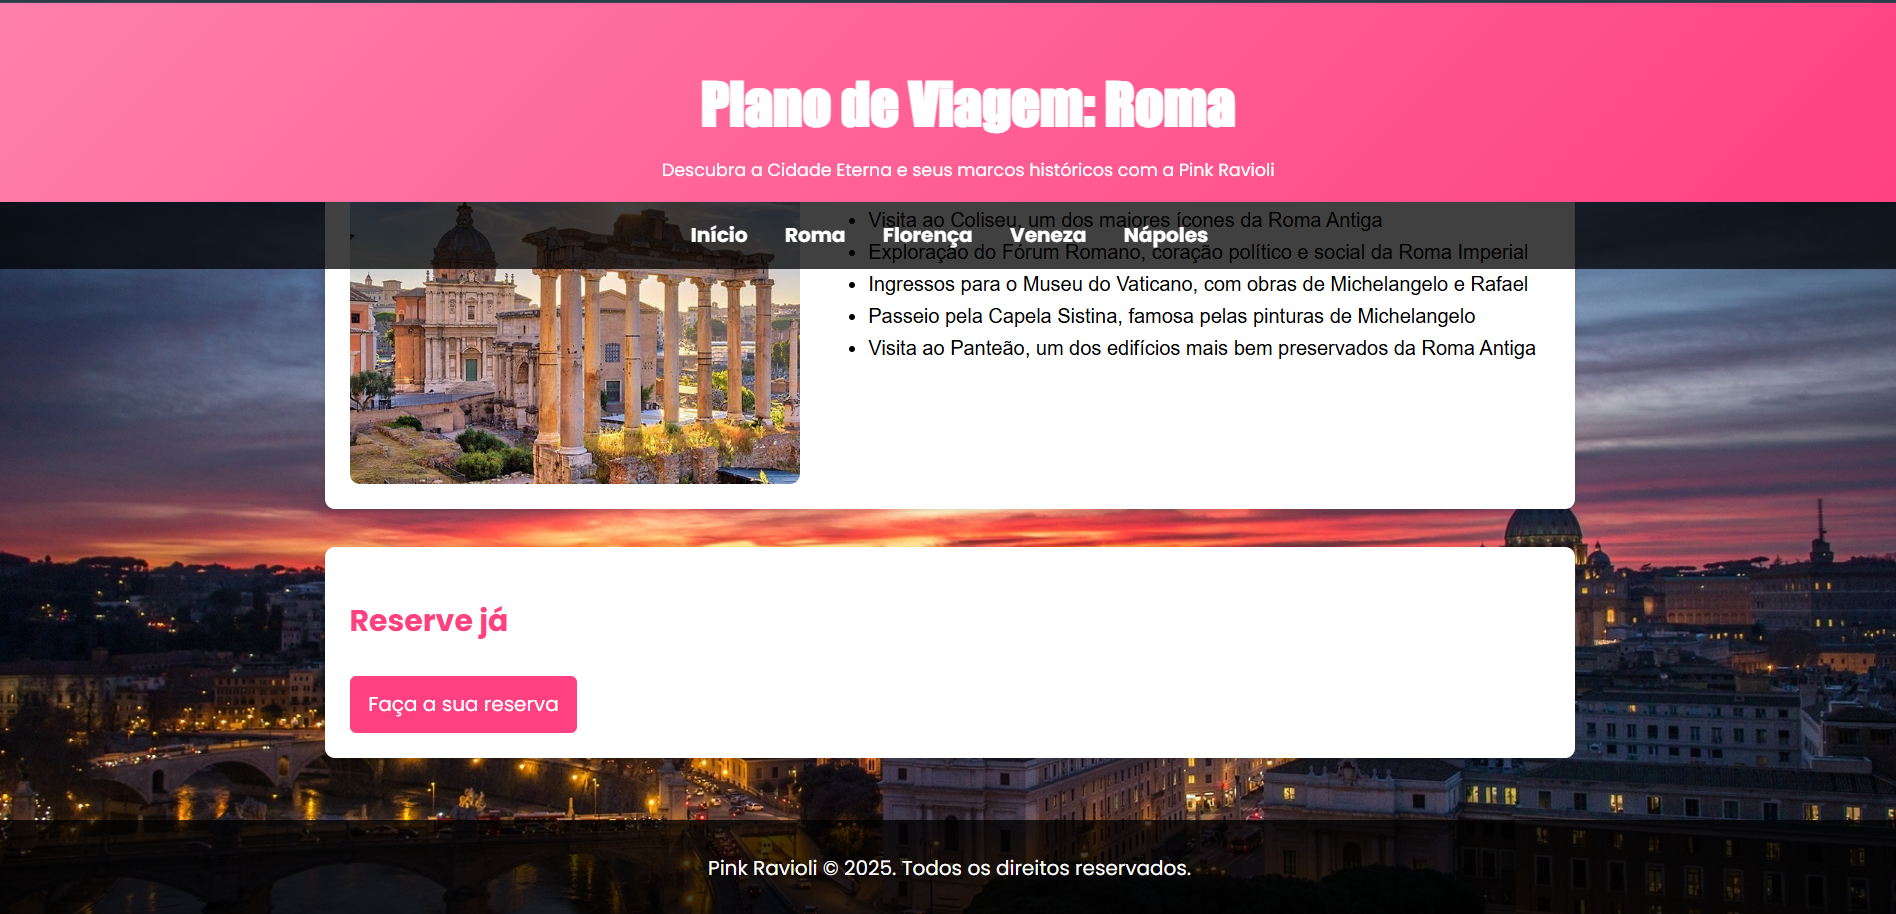 Plano de Viagem: Roma
Descubra a Cidade Eterna e seus marcos históricos com a Pink Ravioli
Início Roma Florença Veneza Nápoles
Visita ao Coliseu, um dos maiores ícones da Roma Antiga
Exploração do Fórum Romano, coração político e social da Roma Imperial
Ingressos para o Museu do Vaticano, com obras de Michelangelo e Rafael
Passeio pela Capela Sistina, famosa pelas pinturas de Michelangelo
Visita ao Panteão, um dos edifícios mais bem preservados da Roma Antiga
Reserve já
Faça a sua reserva
Pink Ravioli © 2025. Todos os direitos reservados.